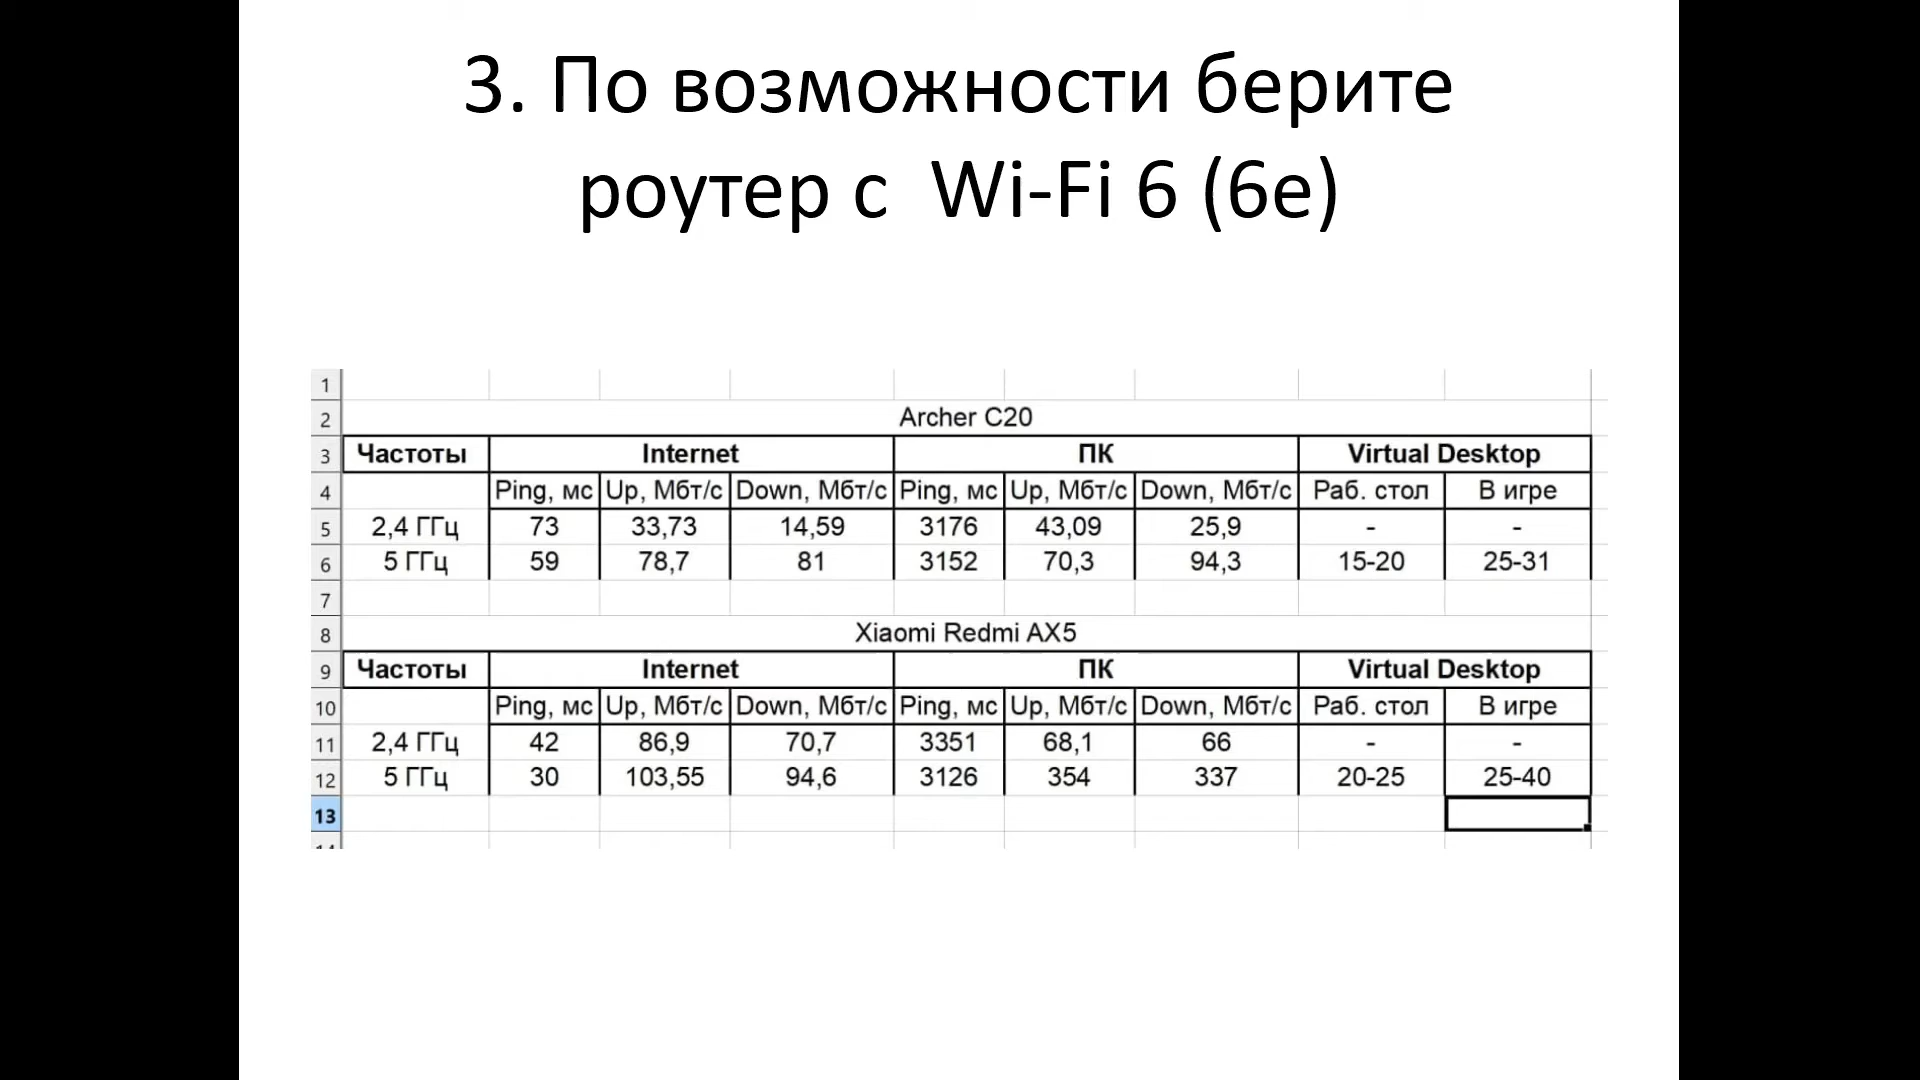 3. По возможности берите
роутер с Wi-Fi 6 (6e)
1
2 Archer C20
3 Частоты Internet ПК Virtual Desktop
4 Ping, мс Up, Мбт/с Down, Мбт/с Ping, мс Up, Мбт/с Down, Мбт/с Раб. стол В игре
5 2,4 ГГц 73 33,73 14,59 3176 43,09 25,9 - -
6 5 ГГц 59 78,7 81 3152 70,3 94,3 15-20 25-31
7
8 Xiaomi Redmi AX5
9 Частоты Internet ПК Virtual Desktop
10 Ping, мс Up, Мбт/с Down, Мбт/с Ping, мс Up, Мбт/с Down, Мбт/с Раб. стол В игре
11 2,4 ГГц 42 86,9 70,7 3351 68,1 66 - -
12 5 ГГц 30 103,55 94,6 3126 354 337 20-25 25-40
13